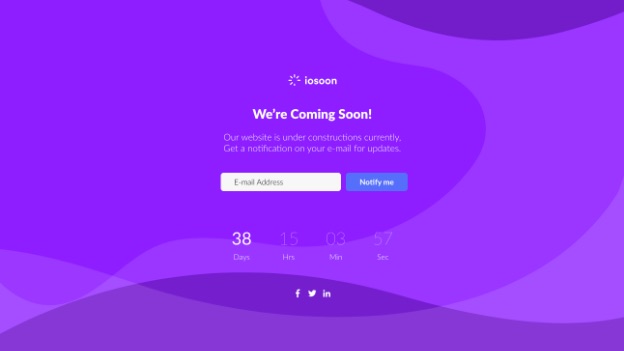 iosoon
We're Coming Soon!
Our website is under constructions currently,
Get a notification on your e-mail for updates.
E-mail Address Notify me
38 15 03 57
Days Hrs Min Sec